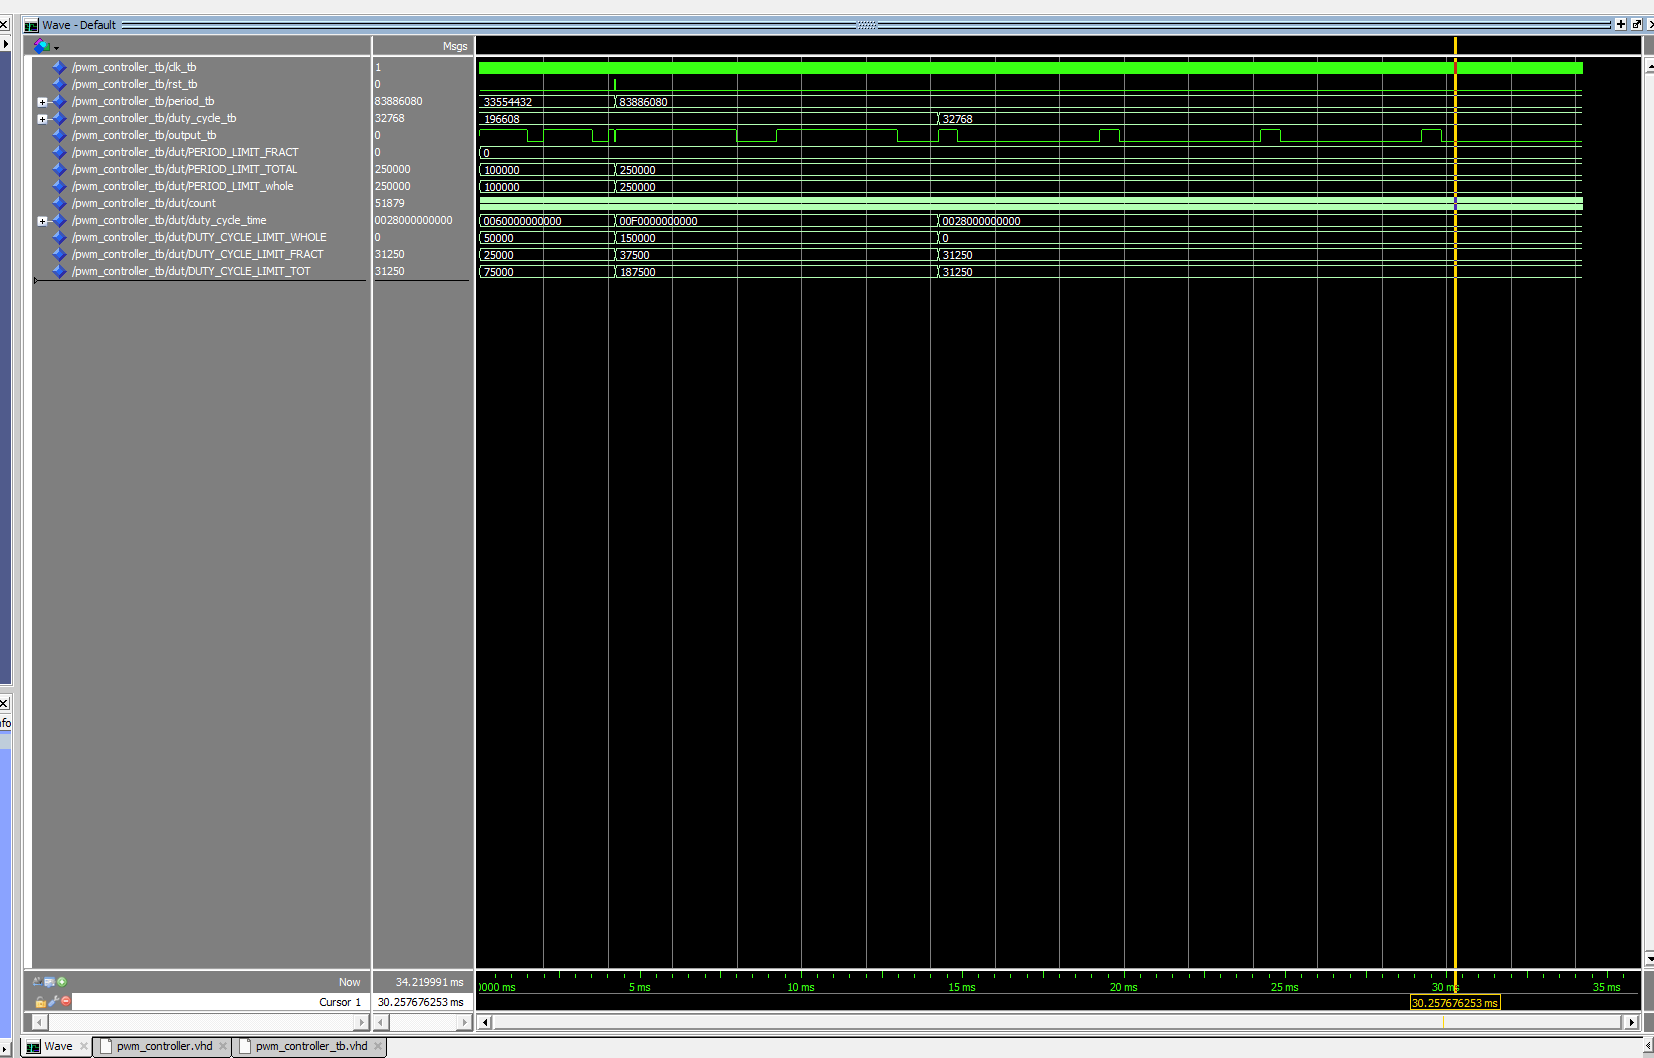 Wave - Default
Msgs
/pwm_controller_tb/clk_tb 1
/pwm_controller_tb/rst_tb 0
/pwm_controller_tb/period_tb 83886080 33554432 83886080
/pwm_controller_tb/duty_cycle_tb 32768 196608 32768
/pwm_controller_tb/output_tb 0
/pwm_controller_tb/dut/PERIOD_LIMIT_FRACT 0 0
/pwm_controller_tb/dut/PERIOD_LIMIT_TOTAL 250000 100000 250000
/pwm_controller_tb/dut/PERIOD_LIMIT_whole 250000 100000 250000
/pwm_controller_tb/dut/count 51879
/pwm_controller_tb/dut/duty_cycle_time 0028000000000 0060000000000 00F0000000000 0028000000000
/pwm_controller_tb/dut/DUTY_CYCLE_LIMIT_WHOLE 0 50000 150000 0
/pwm_controller_tb/dut/DUTY_CYCLE_LIMIT_FRACT 31250 25000 37500 31250
/pwm_controller_tb/dut/DUTY_CYCLE_LIMIT_TOT 31250 75000 187500 31250
nfo
Now 34.219991 ms 0000 ms 5 ms 10 ms 15 ms 20 ms 25 ms 30 ms 35 ms
Cursor 1 30.257676253 ms 30.257676253 ms
Wave pwm_controller.vhd pwm_controller_tb.vhd